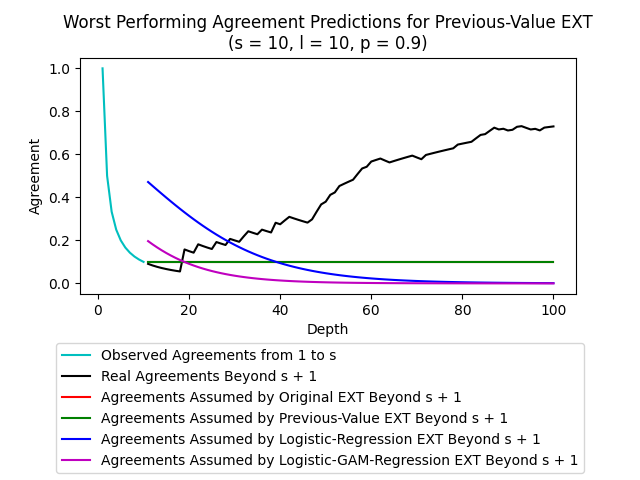 Worst Performing Agreement Predictions for Previous-Value EXT
(s = 10, l = 10, p = 0.9)
1.0
0.8
0.6
0.4
0.2
0.0
Agreement
0
20
40
60
80
100
Depth
Observed Agreements from 1 to s
Real Agreements Beyond s + 1
Agreements Assumed by Original EXT Beyond s + 1
Agreements Assumed by Previous-Value EXT Beyond s + 1
Agreements Assumed by Logistic-Regression EXT Beyond s + 1
Agreements Assumed by Logistic-GAM-Regression EXT Beyond s + 1